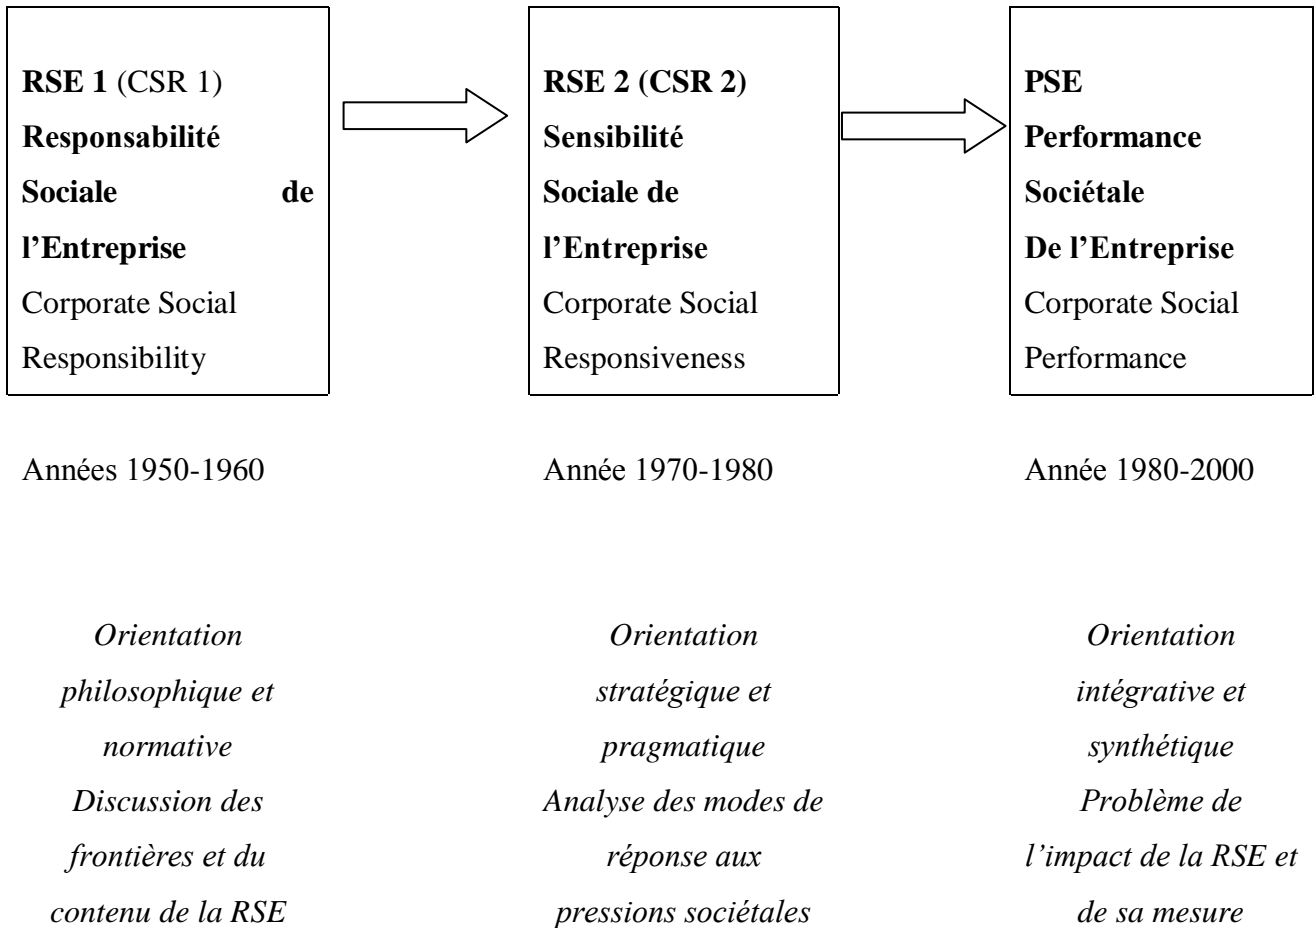 RSE 1 (CSR 1)
Responsabilité
Sociale de
l’Entreprise
Corporate Social
Responsibility
RSE 2 (CSR 2)
Sensibilité
Sociale de
l’Entreprise
Corporate Social
Responsiveness
PSE
Performance
Sociétale
De l’Entreprise
Corporate Social
Performance
Années 1950-1960
Année 1970-1980
Année 1980-2000
Orientation
philosophique et
normative
Discussion des
frontières et du
contenu de la RSE
Orientation
stratégique et
pragmatique
Analyse des modes de
réponse aux
pressions sociétales
Orientation
intégrative et
synthétique
Problème de
l’impact de la RSE et
de sa mesure